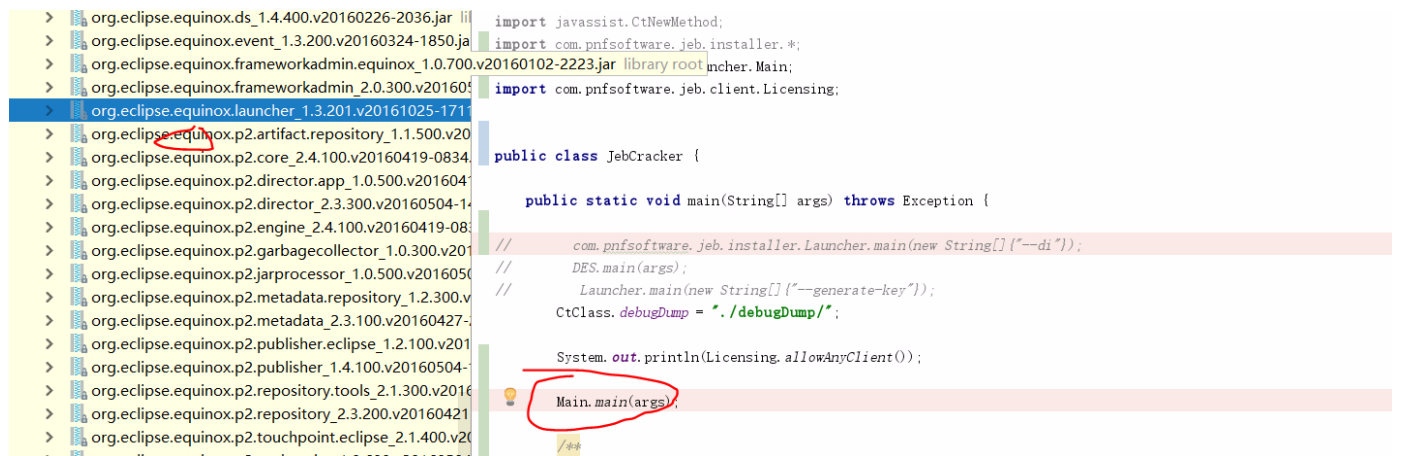 org.eclipse.equinox.ds_1.4.400.v20160226-2036.jar
org.eclipse.equinox.event_1.3.200.v20160324-1850.ja
org.eclipse.equinox.frameworkadmin.equinox_1.0.700.v20160102-2223.jar library root
org.eclipse.equinox.frameworkadmin_2.0.300.v201605
org.eclipse.equinox.launcher_1.3.201.v20161025-1711
org.eclipse.equinox.p2.artifact.repository_1.1.500.v20
org.eclipse.equinox.p2.core_2.4.100.v20160419-0834.
org.eclipse.equinox.p2.director.app_1.0.500.v201604
org.eclipse.equinox.p2.director_2.3.300.v20160504-14
org.eclipse.equinox.p2.engine_2.4.100.v20160419-083
org.eclipse.equinox.p2.garbagecollector_1.0.300.v201
org.eclipse.equinox.p2.jarprocessor_1.0.500.v2016050
org.eclipse.equinox.p2.metadata.repository_1.2.300.v
org.eclipse.equinox.p2.metadata_2.3.100.v20160427-
org.eclipse.equinox.p2.publisher.eclipse_1.2.100.v201
org.eclipse.equinox.p2.publisher_1.4.100.v20160504-
org.eclipse.equinox.p2.repository.tools_2.1.300.v2016
org.eclipse.equinox.p2.repository_2.3.200.v20160421
org.eclipse.equinox.p2.touchpoint.eclipse_2.1.400.v20
import javassist.CtNewMethod;
import com.pnfsoftware.jeb.installer.*;
ncher.Main;
import com.pnfsoftware.jeb.client.Licensing;
public class JebCracker {
public static void main(String[] args) throws Exception {
// com.pnfsoftware.jeb.installer.Launcher.main(new String[]{"--di"});
// DES.main(args);
// Launcher.main(new String[]{"--generate-key"});
CtClass.debugDump = "./debugDump/";
System.out.println(Licensing.allowAnyClient());
Main.main(args);
/**